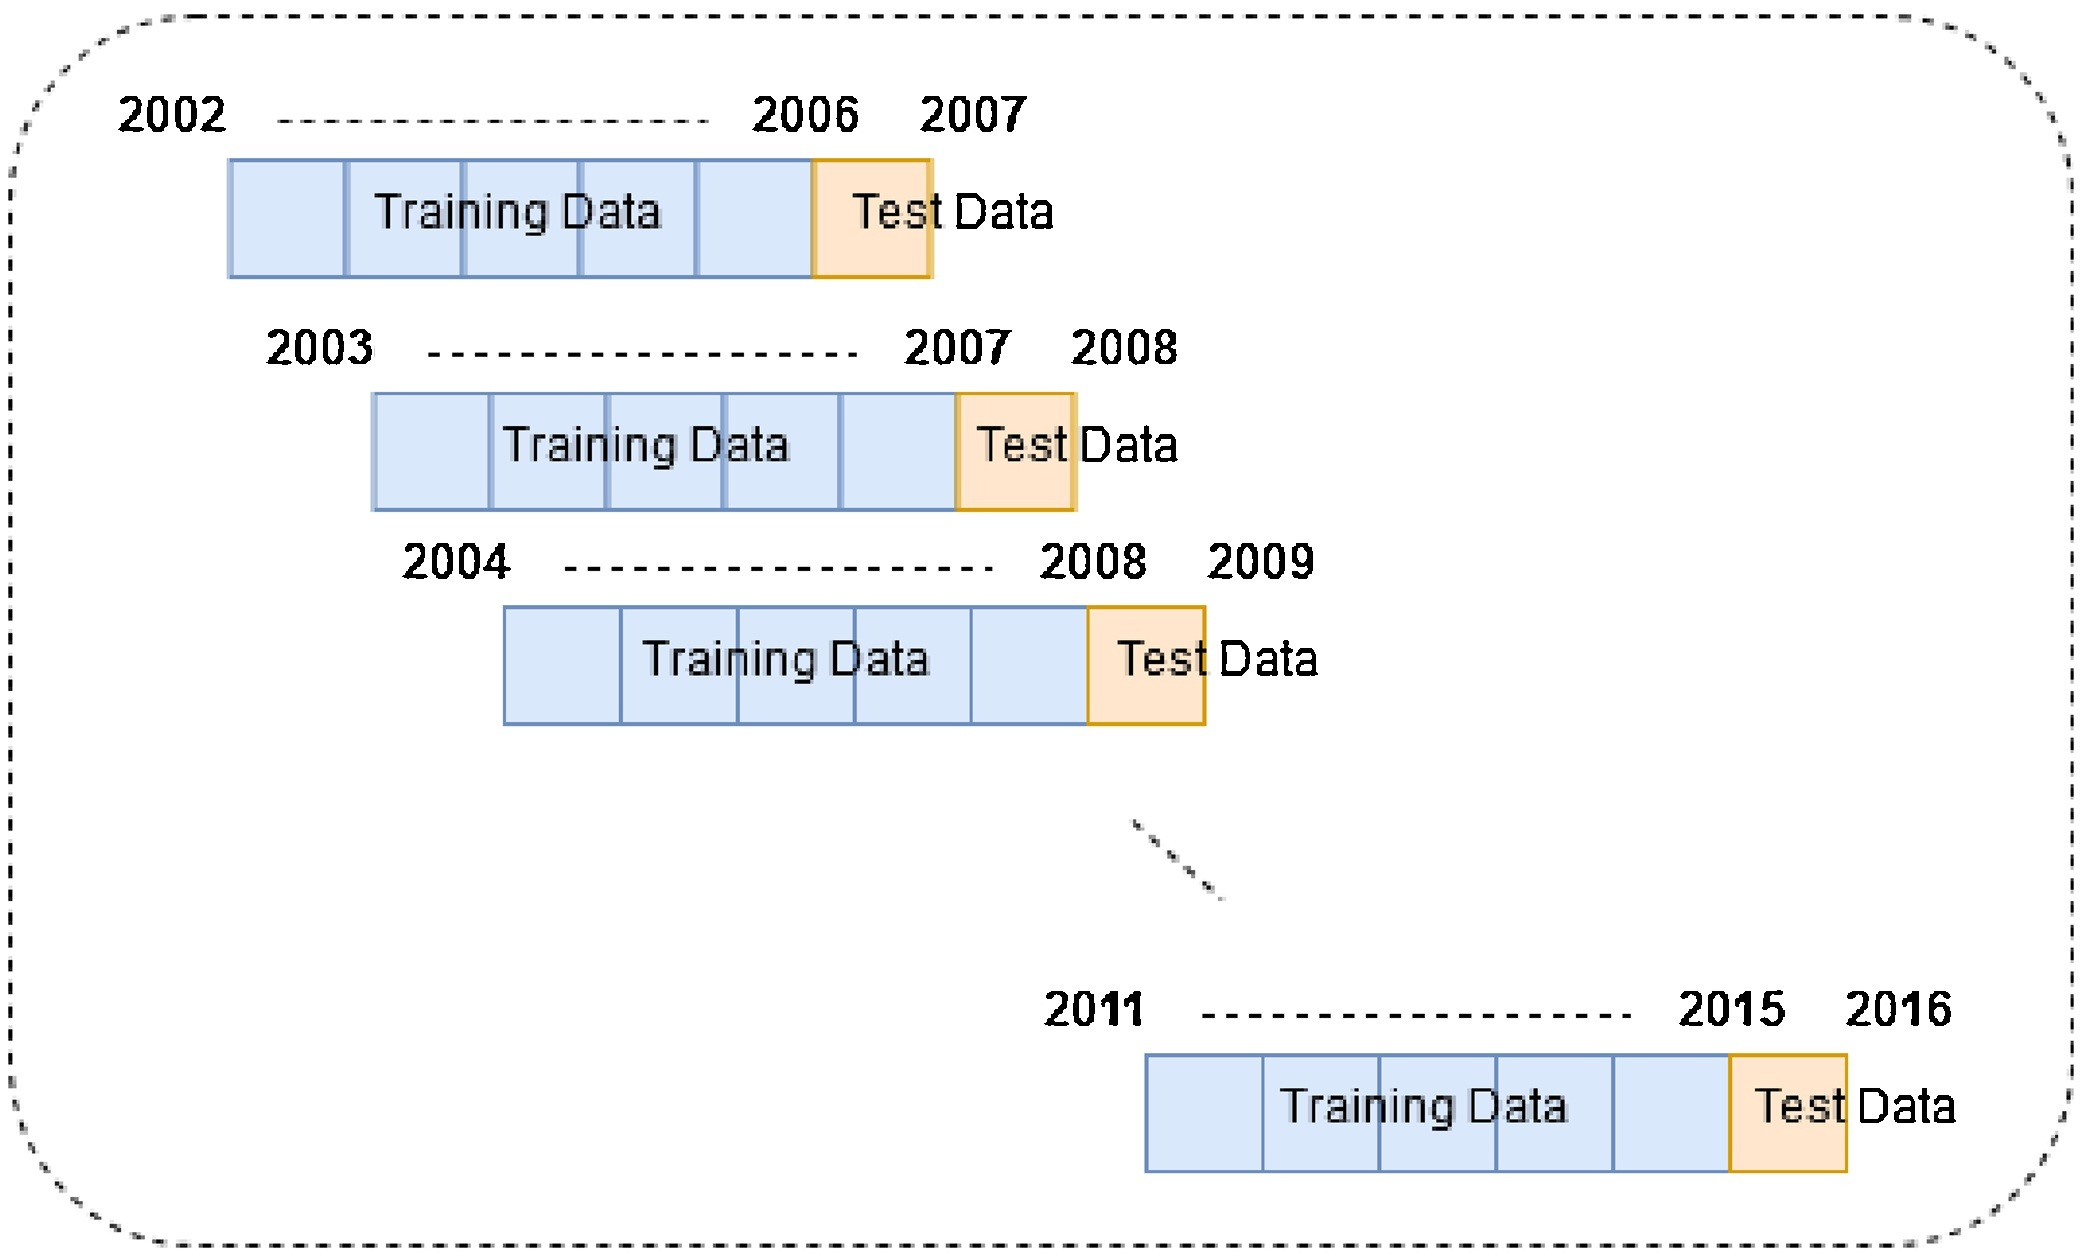 2002 2006 2007
Training Data Test Data
2003 2007 2008
Training Data Test Data
2004 2008 2009
Training Data Test Data
2011 2015 2016
Training Data Test Data